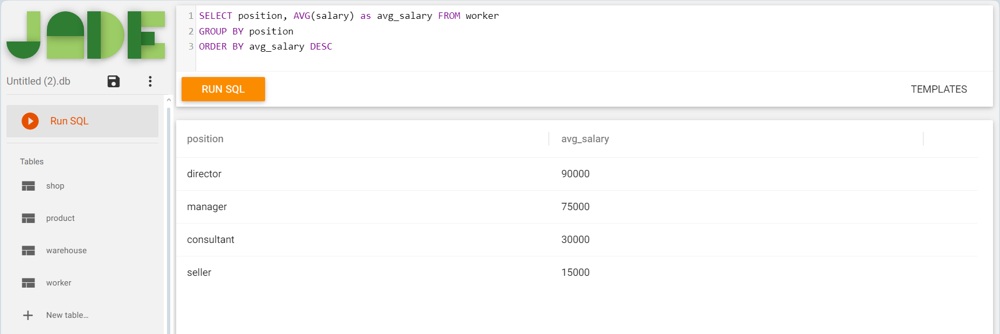 JADE
Untitled (2).db
Run SQL
Tables
shop
product
warehouse
worker
New table...
1 SELECT position, AVG(salary) as avg_salary FROM worker
2 GROUP BY position
3 ORDER BY avg_salary DESC
RUN SQL
TEMPLATES
position avg_salary
director 90000
manager 75000
consultant 30000
seller 15000